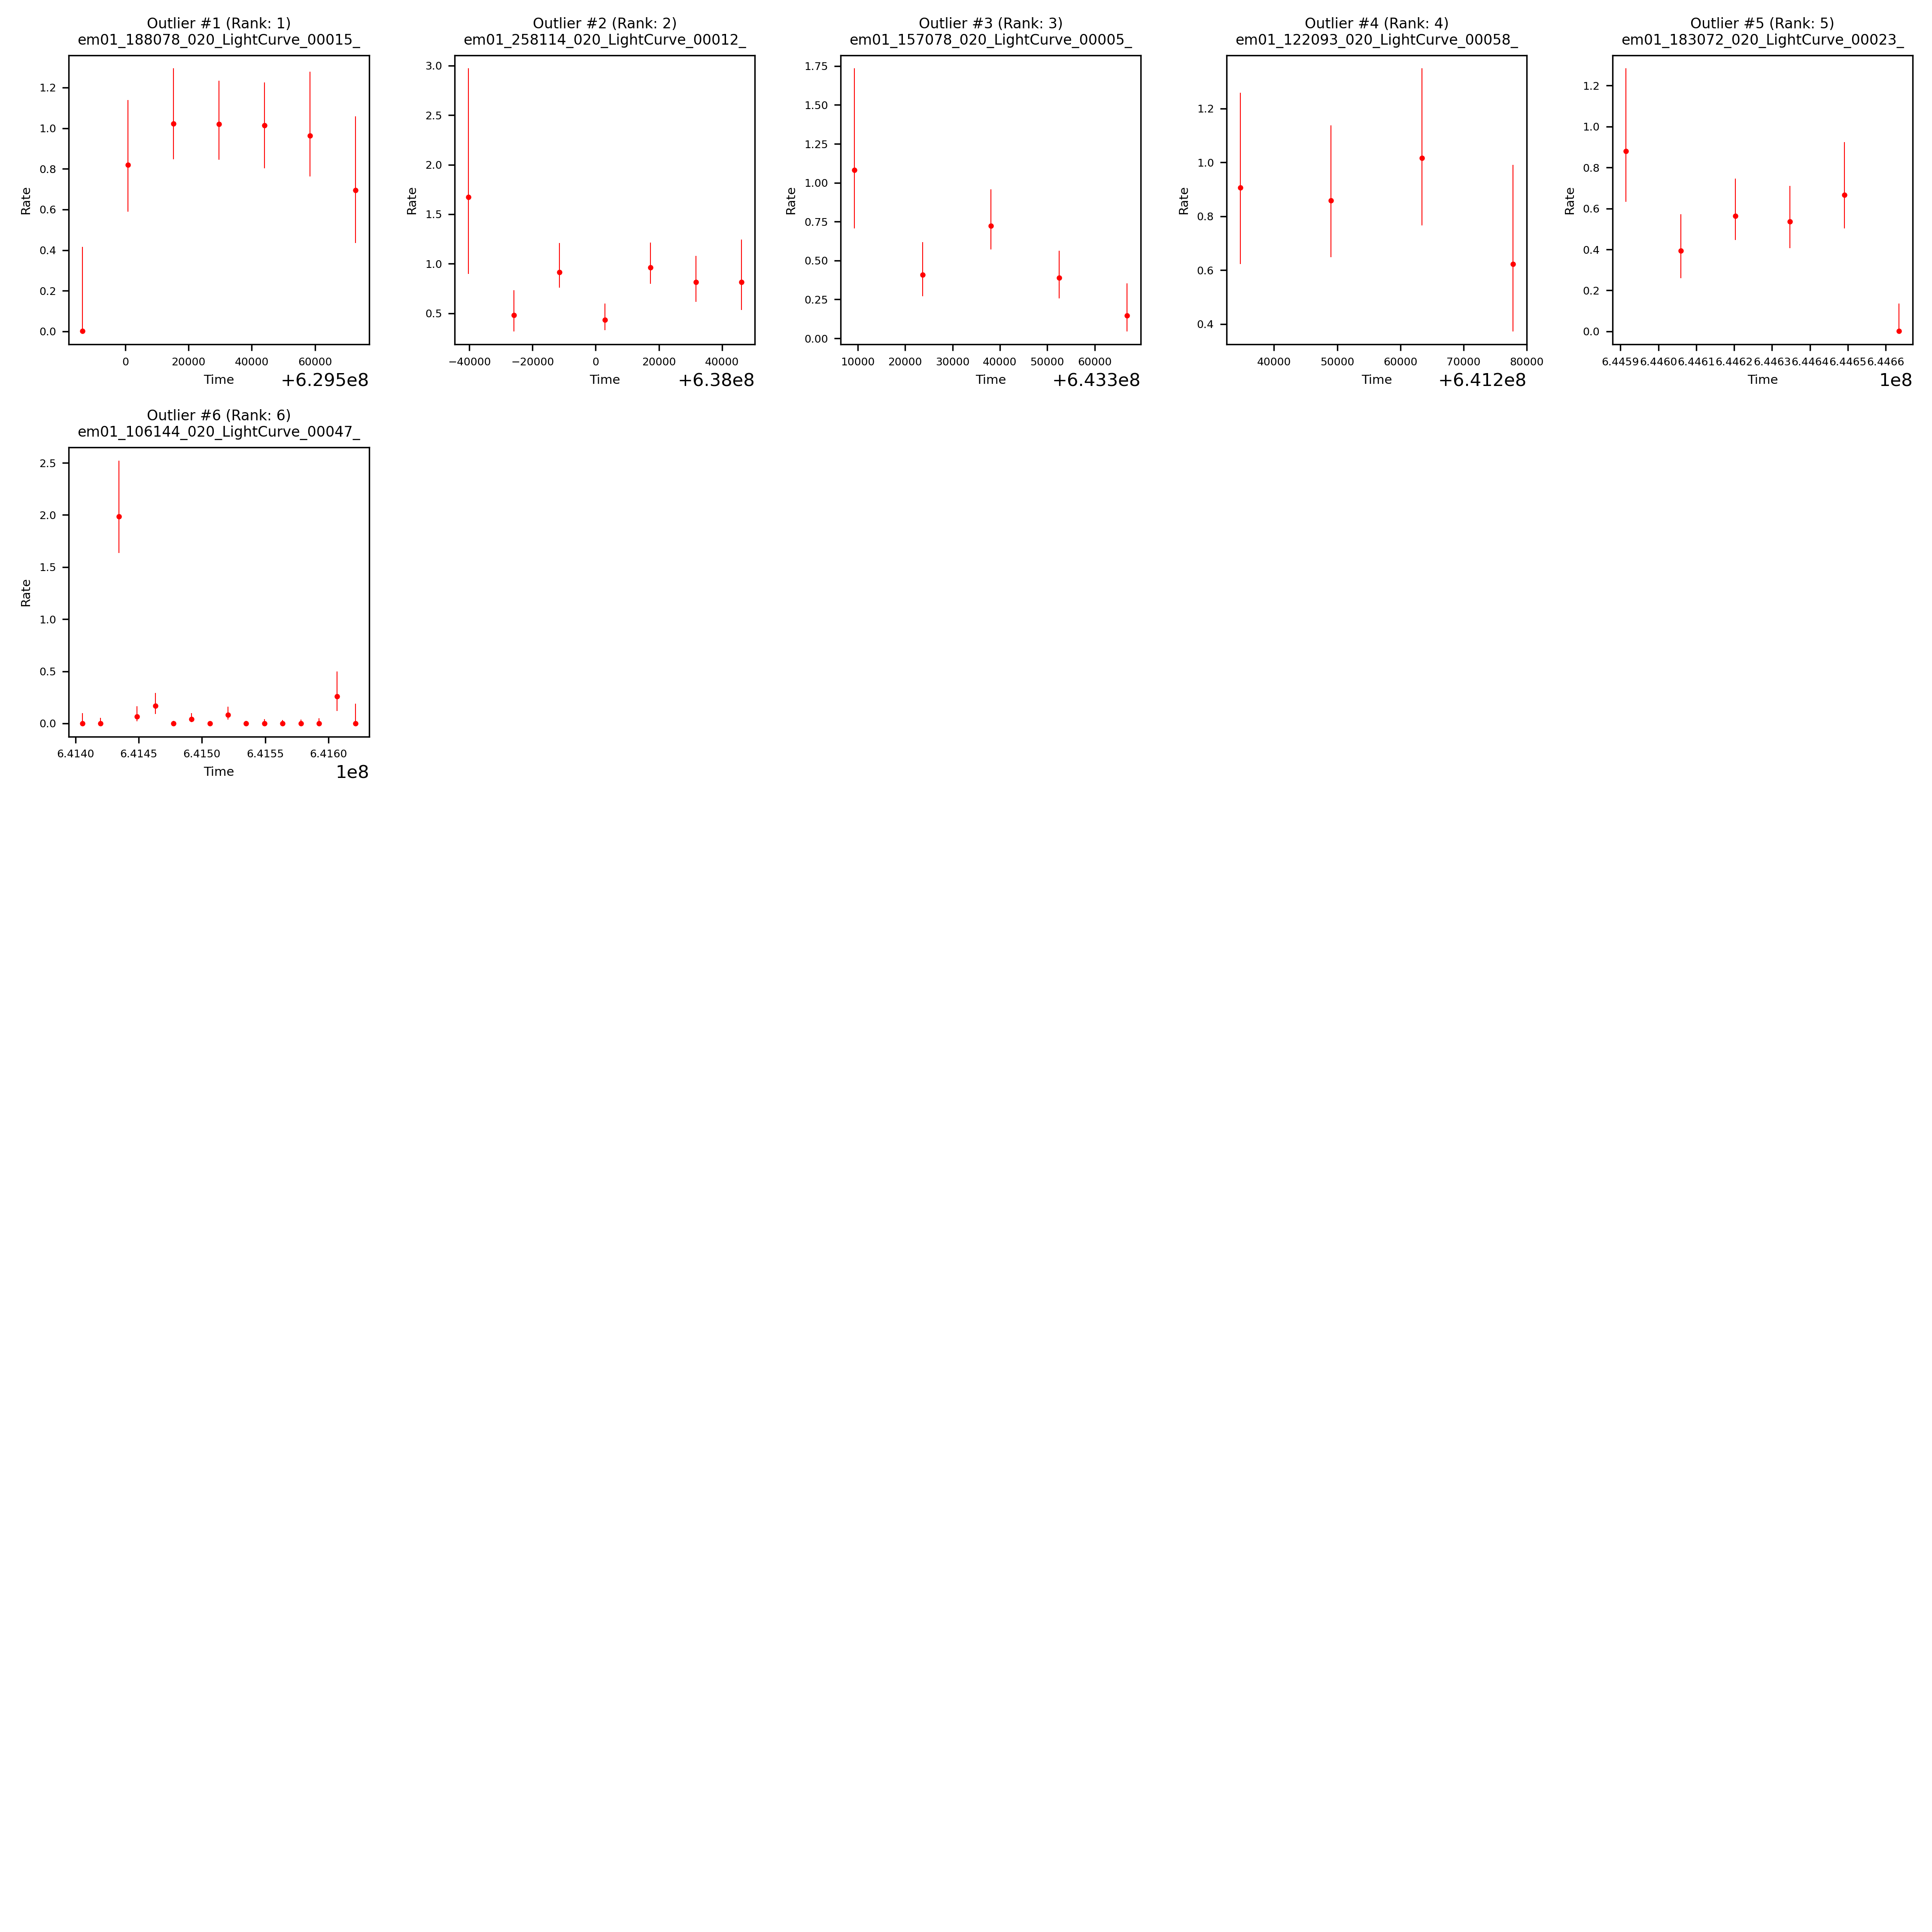 Outlier #1 (Rank: 1)
em01_188078_020_LightCurve_00015_
Rate
1.2
1.0
0.8
0.6
0.4
0.2
0.0
0
20000
40000
60000
Time
+6.295e8
Outlier #2 (Rank: 2)
em01_258114_020_LightCurve_00012_
Rate
3.0
2.5
2.0
1.5
1.0
0.5
−40000
−20000
0
20000
40000
Time
+6.38e8
Outlier #3 (Rank: 3)
em01_157078_020_LightCurve_00005_
Rate
1.75
1.50
1.25
1.00
0.75
0.50
0.25
0.00
10000
20000
30000
40000
50000
60000
Time
+6.433e8
Outlier #4 (Rank: 4)
em01_122093_020_LightCurve_00058_
Rate
1.2
1.0
0.8
0.6
0.4
40000
50000
60000
70000
80000
Time
+6.412e8
Outlier #5 (Rank: 5)
em01_183072_020_LightCurve_00023_
Rate
1.2
1.0
0.8
0.6
0.4
0.2
0.0
6.4459
6.4460
6.4461
6.4462
6.4463
6.4464
6.4465
6.4466
Time
1e8
Outlier #6 (Rank: 6)
em01_106144_020_LightCurve_00047_
Rate
2.5
2.0
1.5
1.0
0.5
0.0
6.4140
6.4145
6.4150
6.4155
6.4160
Time
1e8